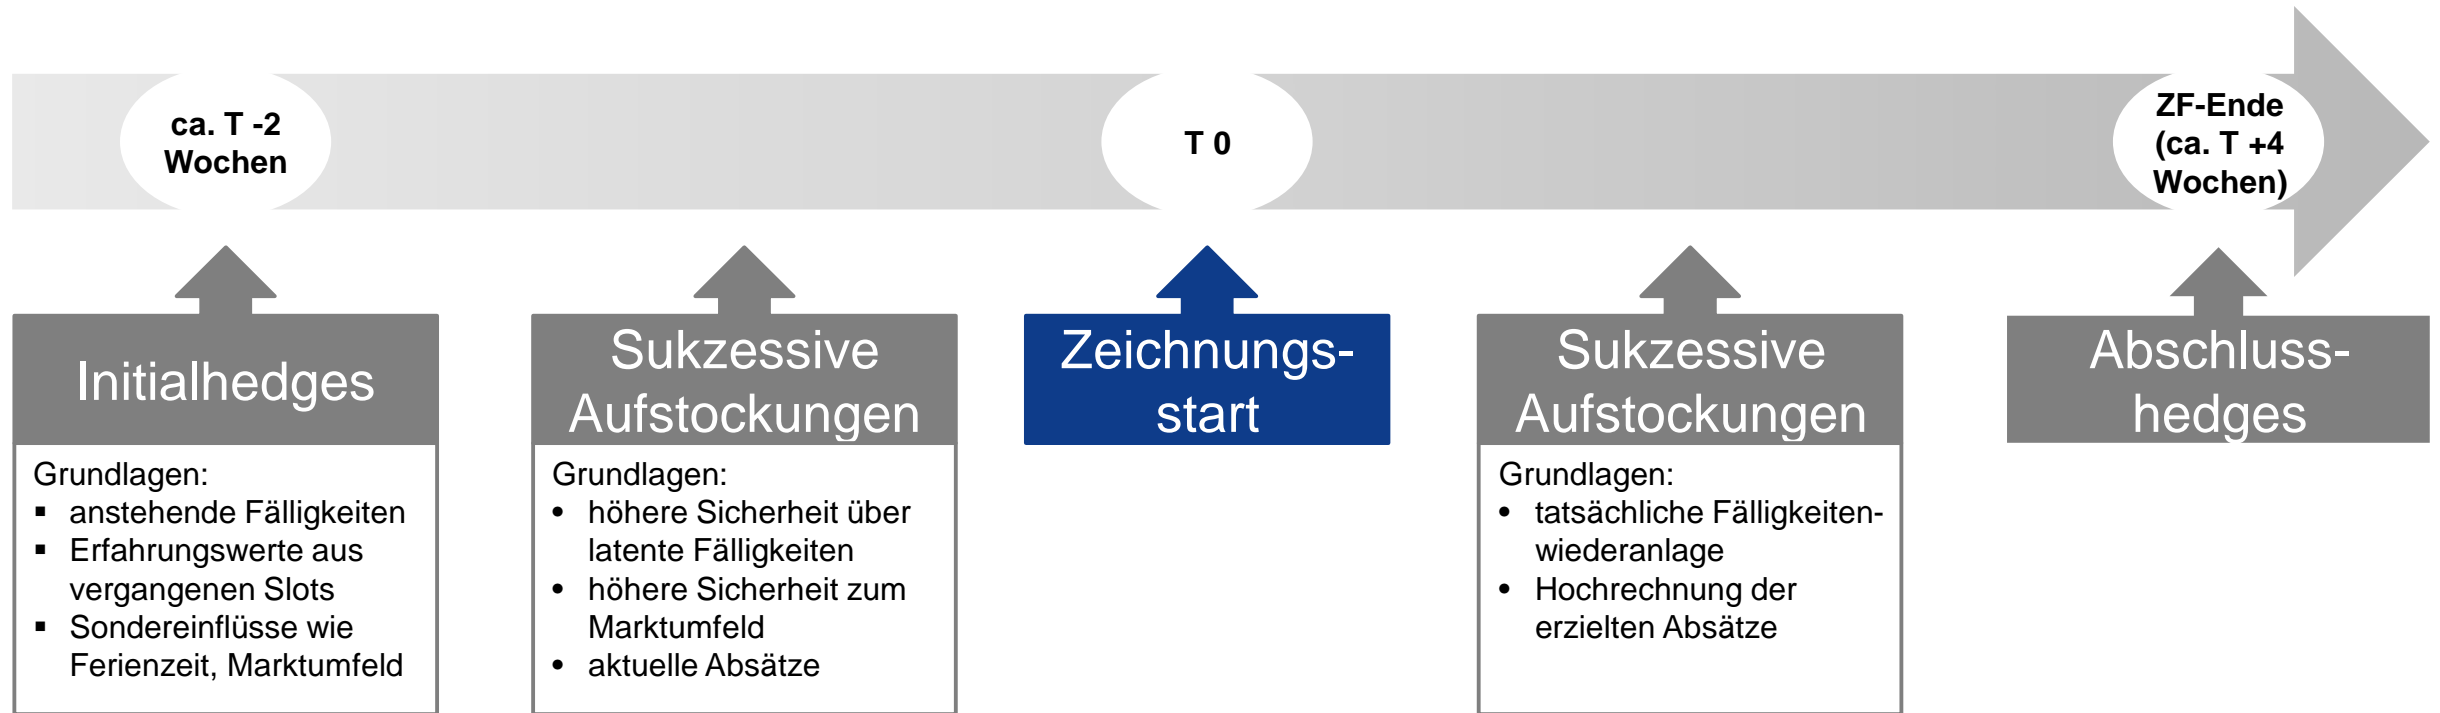 ca. T -2
Wochen
T 0
ZF-Ende
(ca. T +4
Wochen)
Initialhedges
Grundlagen:
▪ anstehende Fälligkeiten
▪ Erfahrungswerte aus
vergangenen Slots
▪ Sondereinflüsse wie
Ferienzeit, Marktumfeld
Sukzessive
Aufstockungen
Grundlagen:
• höhere Sicherheit über
latente Fälligkeiten
• höhere Sicherheit zum
Marktumfeld
• aktuelle Absätze
Zeichnungs-
start
Sukzessive
Aufstockungen
Grundlagen:
• tatsächliche Fälligkeiten-
wiederanlage
• Hochrechnung der
erzielten Absätze
Abschluss-
hedges